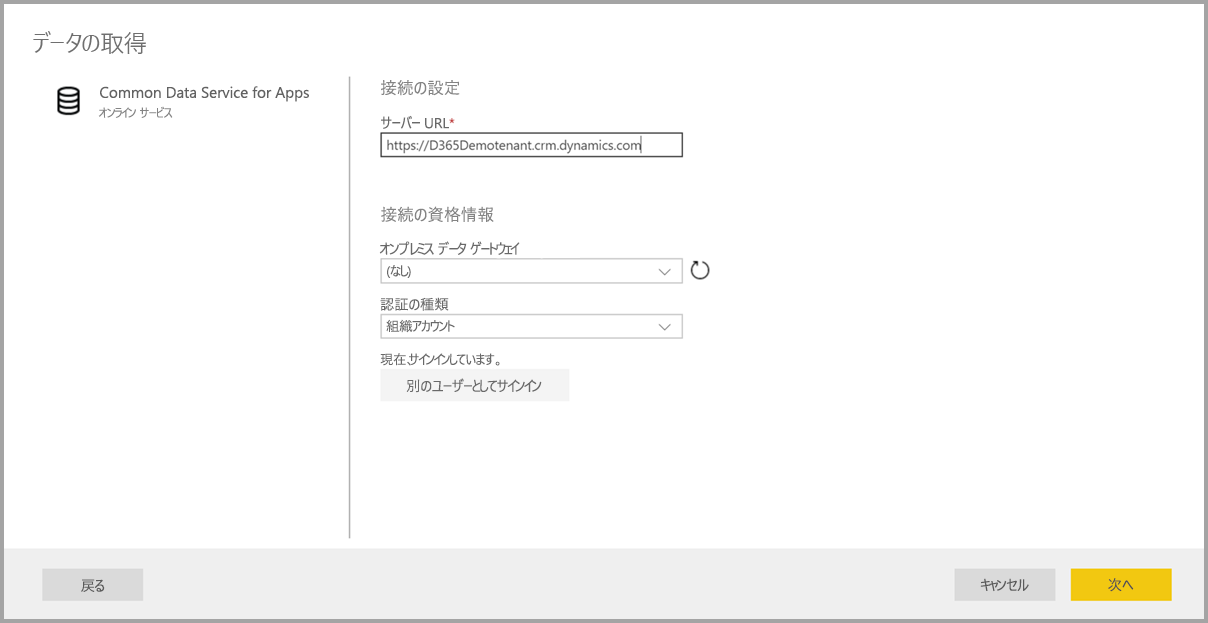 データの取得
Common Data Service for Apps
オンライン サービス
接続の設定
サーバー URL*
https://D365Demotenant.crm.dynamics.com
接続の資格情報
オンプレミス データ ゲートウェイ
(なし)
認証の種類
組織アカウント
現在、サインインしています。
別のユーザーとしてサインイン
戻る
キャンセル
次へ